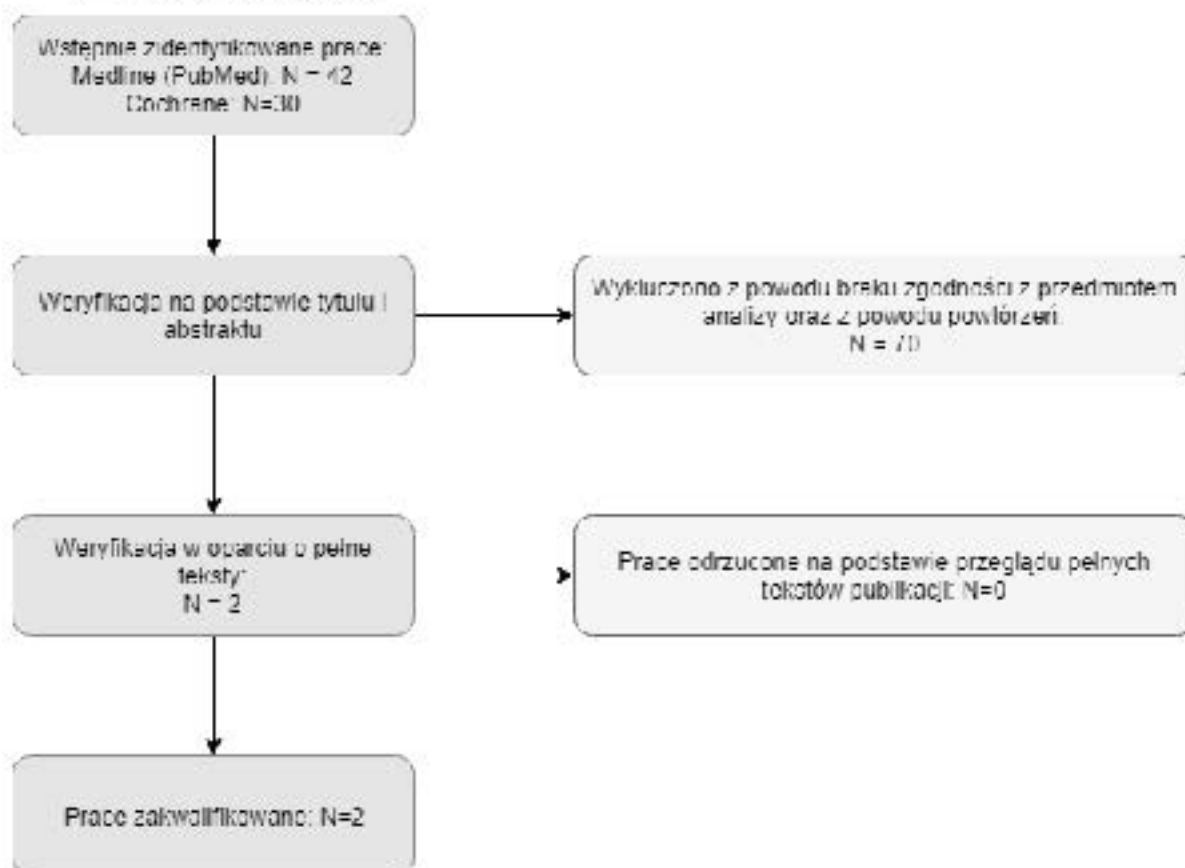 Wstępnie zidentyfikowane prace:
Medline (PubMed): N = 42
Cochrane: N=30
Weryfikacja na podstawie tytułu i
abstraktu
Wykluczono z powodu braku zgodności z przedmiotem
analizy oraz z powodu powtórzeń:
N = 70
Weryfikacja w oparciu o pełne
teksty:
N = 2
Prace odrzucone na podstawie przeglądu pełnych
tekstów publikacji: N=0
Prace zakwalifikowane: N=2